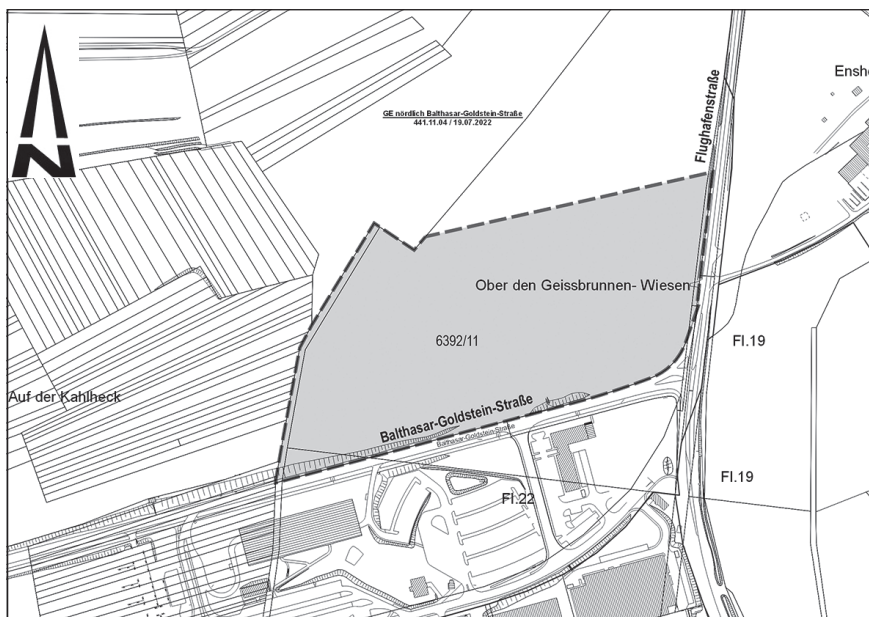 N
GE nördlich Balthasar-Goldstein-Straße
441.11.04 / 19.07.2022
Flughafenstraße
Ober den Geissbrunnen- Wiesen
6392/11
Fl.19
Auf der Kahlheck
Balthasar-Goldstein-Straße
Balthasar-Goldstein-Straße
Fl.19
Fl.22